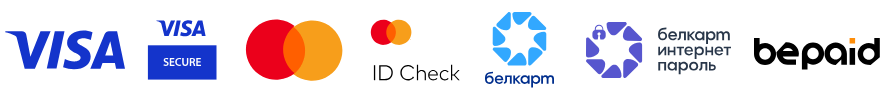 VISA
VISA
SECURE
ID Check
белкарт
белкарт
интернет
пароль
bepaid